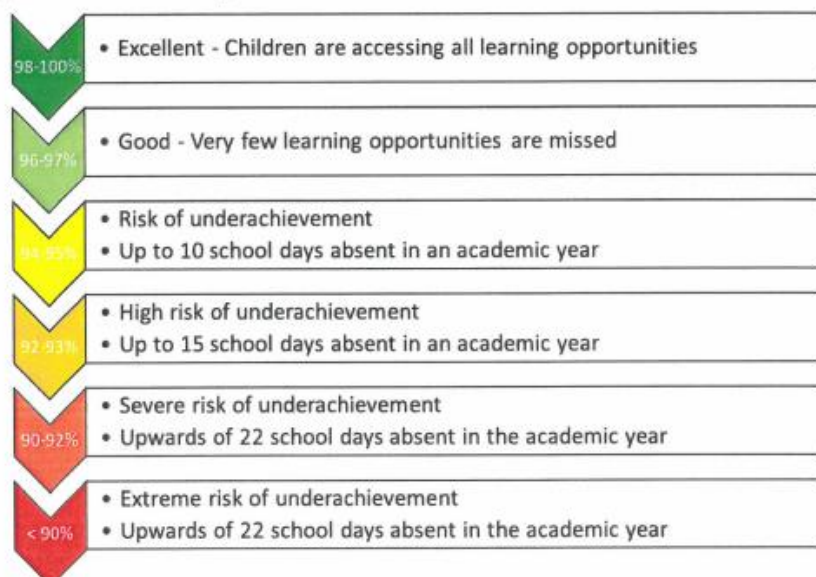 98-100%
• Excellent - Children are accessing all learning opportunities
96-97%
• Good - Very few learning opportunities are missed
94-95%
• Risk of underachievement
• Up to 10 school days absent in an academic year
92-93%
• High risk of underachievement
• Up to 15 school days absent in an academic year
90-92%
• Severe risk of underachievement
• Upwards of 22 school days absent in the academic year
< 90%
• Extreme risk of underachievement
• Upwards of 22 school days absent in the academic year